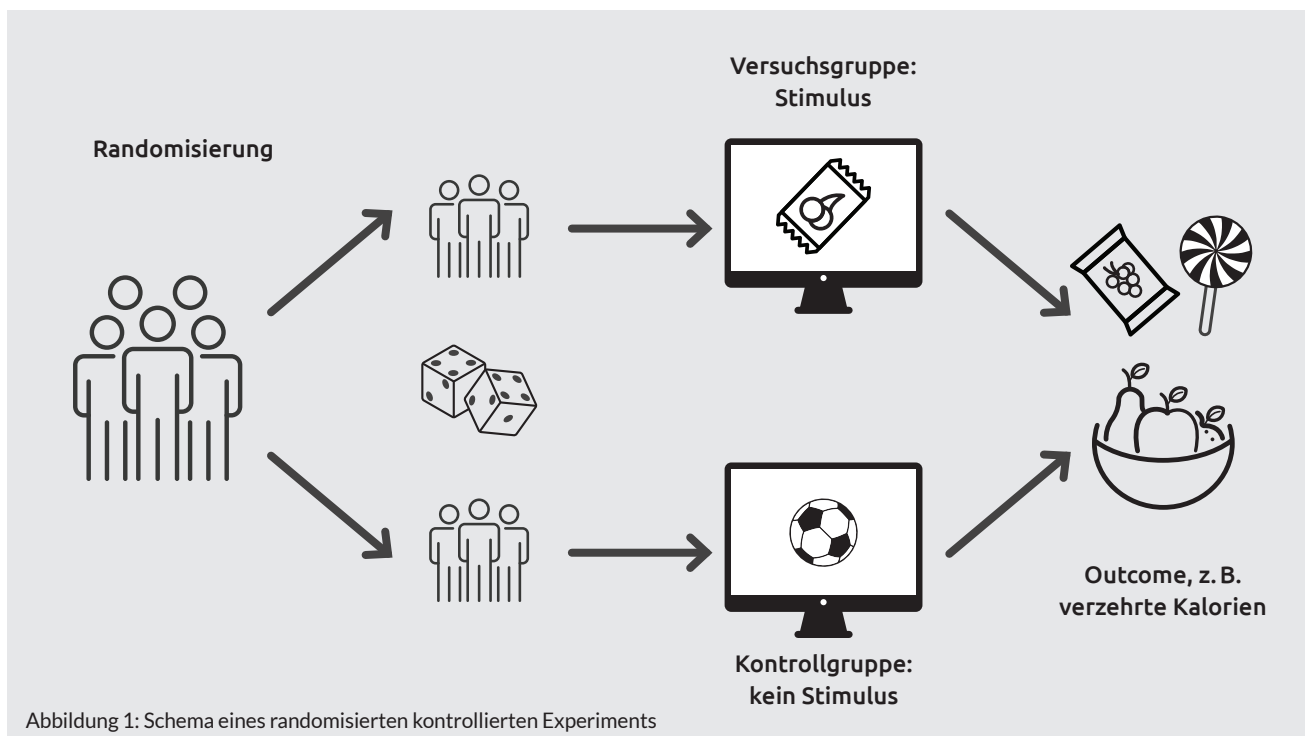 Randomisierung
Versuchsgruppe:
Stimulus
Kontrollgruppe:
kein Stimulus
Outcome, z. B.
verzehrte Kalorien
Abbildung 1: Schema eines randomisierten kontrollierten Experiments